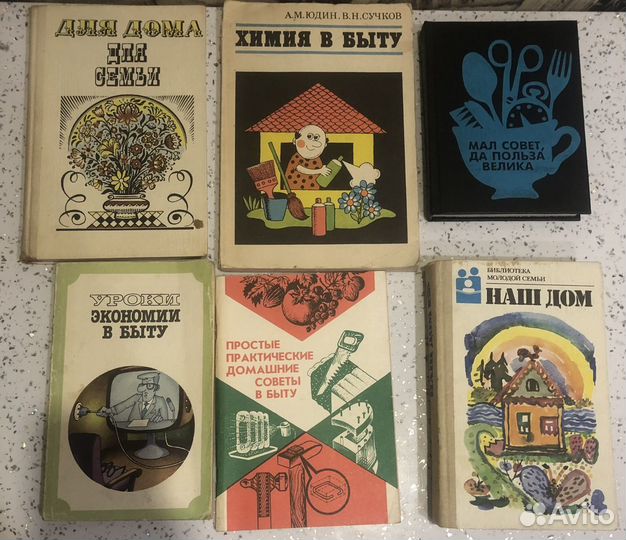 ДЛЯ ДОМА
ДЛЯ
СЕМЬИ
А.М.ЮДИН, В.Н.СУЧКОВ
ХИМИЯ В БЫТУ
МАЛ СОВЕТ,
ДА ПОЛЬЗА
ВЕЛИКА
УРОКИ
ЭКОНОМИИ
В БЫТУ
ПРОСТЫЕ
ПРАКТИЧЕСКИЕ
ДОМАШНИЕ
СОВЕТЫ
В БЫТУ
БИБЛИОТЕКА
МОЛОДОЙ СЕМЬИ
НАШ ДОМ
Avito